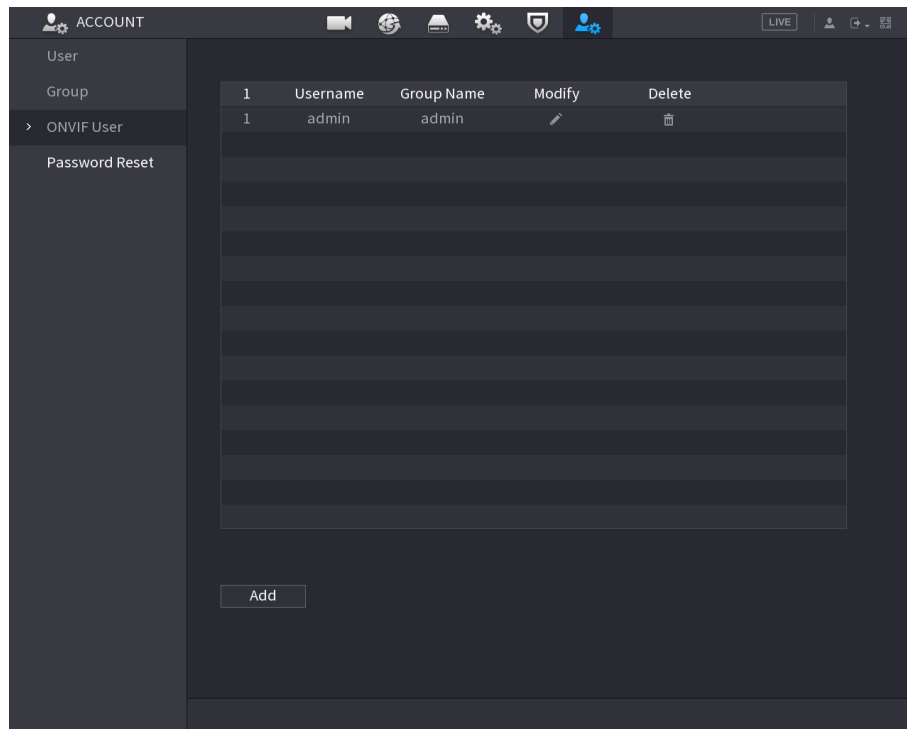 ACCOUNT LIVE
User
Group
ONVIF User
Password Reset
1 Username Group Name Modify Delete
1 admin admin
Add